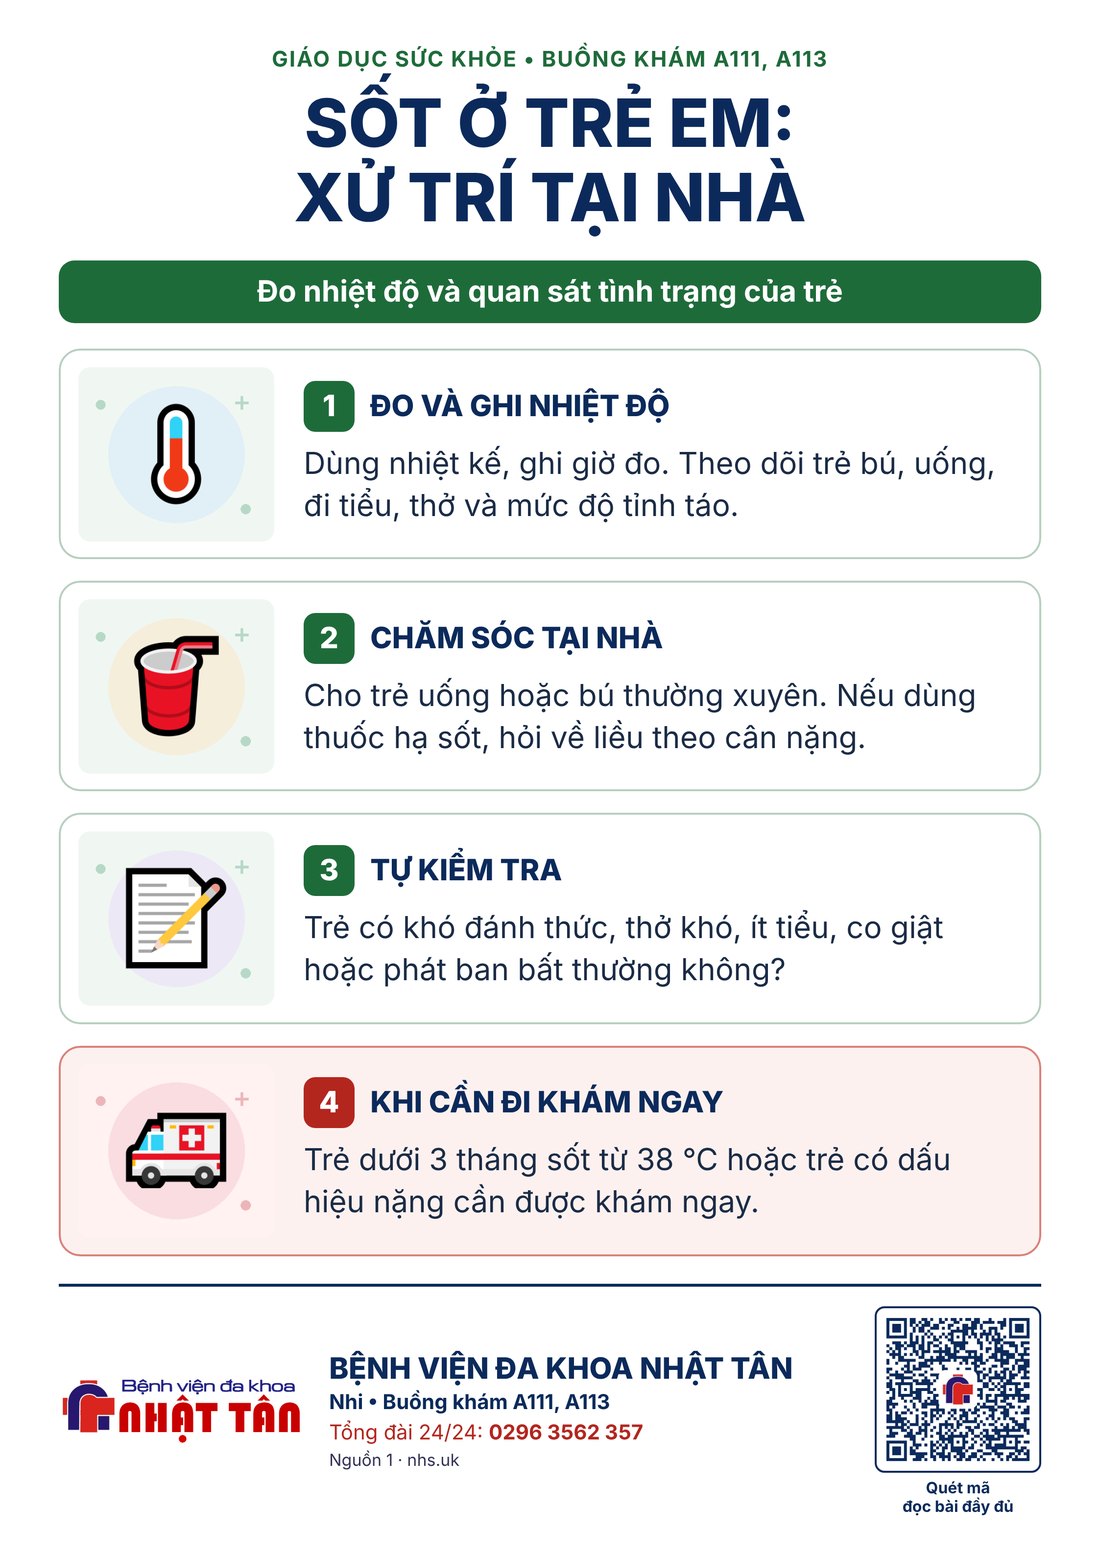 GIÁO DỤC SỨC KHỎE • BUỒNG KHÁM A111, A113
SỐT Ở TRẺ EM:
XỬ TRÍ TẠI NHÀ
Đo nhiệt độ và quan sát tình trạng của trẻ
1 ĐO VÀ GHI NHIỆT ĐỘ
Dùng nhiệt kế, ghi giờ đo. Theo dõi trẻ bú, uống,
đi tiểu, thở và mức độ tỉnh táo.
2 CHĂM SÓC TẠI NHÀ
Cho trẻ uống hoặc bú thường xuyên. Nếu dùng
thuốc hạ sốt, hỏi về liều theo cân nặng.
3 TỰ KIỂM TRA
Trẻ có khó đánh thức, thở khó, ít tiểu, co giật
hoặc phát ban bất thường không?
4 KHI CẦN ĐI KHÁM NGAY
Trẻ dưới 3 tháng sốt từ 38 °C hoặc trẻ có dấu
hiệu nặng cần được khám ngay.
Bệnh viện đa khoa
NHẬT TÂN
BỆNH VIỆN ĐA KHOA NHẬT TÂN
Nhi • Buồng khám A111, A113
Tổng đài 24/24: 0296 3562 357
Nguồn 1 · nhs.uk
Quét mã
đọc bài đầy đủ